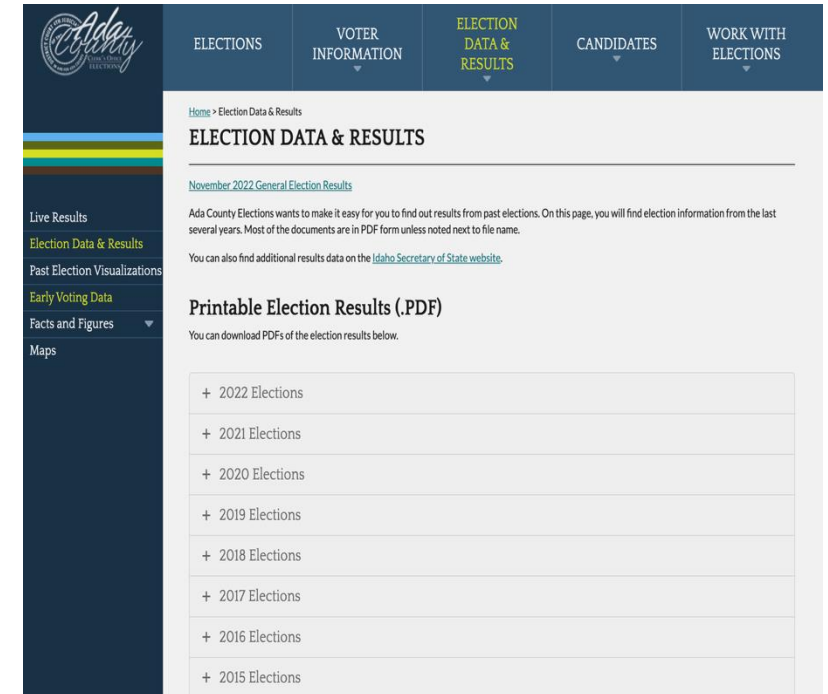 Ada
County
CLERK'S OFFICE
ELECTIONS
ELECTIONS
VOTER
INFORMATION
ELECTION
DATA &
RESULTS
CANDIDATES
WORK WITH
ELECTIONS
Live Results
Election Data & Results
Past Election Visualizations
Early Voting Data
Facts and Figures
Maps
Home > Election Data & Results
ELECTION DATA & RESULTS
November 2022 General Election Results
Ada County Elections wants to make it easy for you to find out results from past elections. On this page, you will find election information from the last
several years. Most of the documents are in PDF form unless noted next to file name.
You can also find additional results data on the Idaho Secretary of State website.
Printable Election Results (.PDF)
You can download PDFs of the election results below.
+ 2022 Elections
+ 2021 Elections
+ 2020 Elections
+ 2019 Elections
+ 2018 Elections
+ 2017 Elections
+ 2016 Elections
+ 2015 Elections